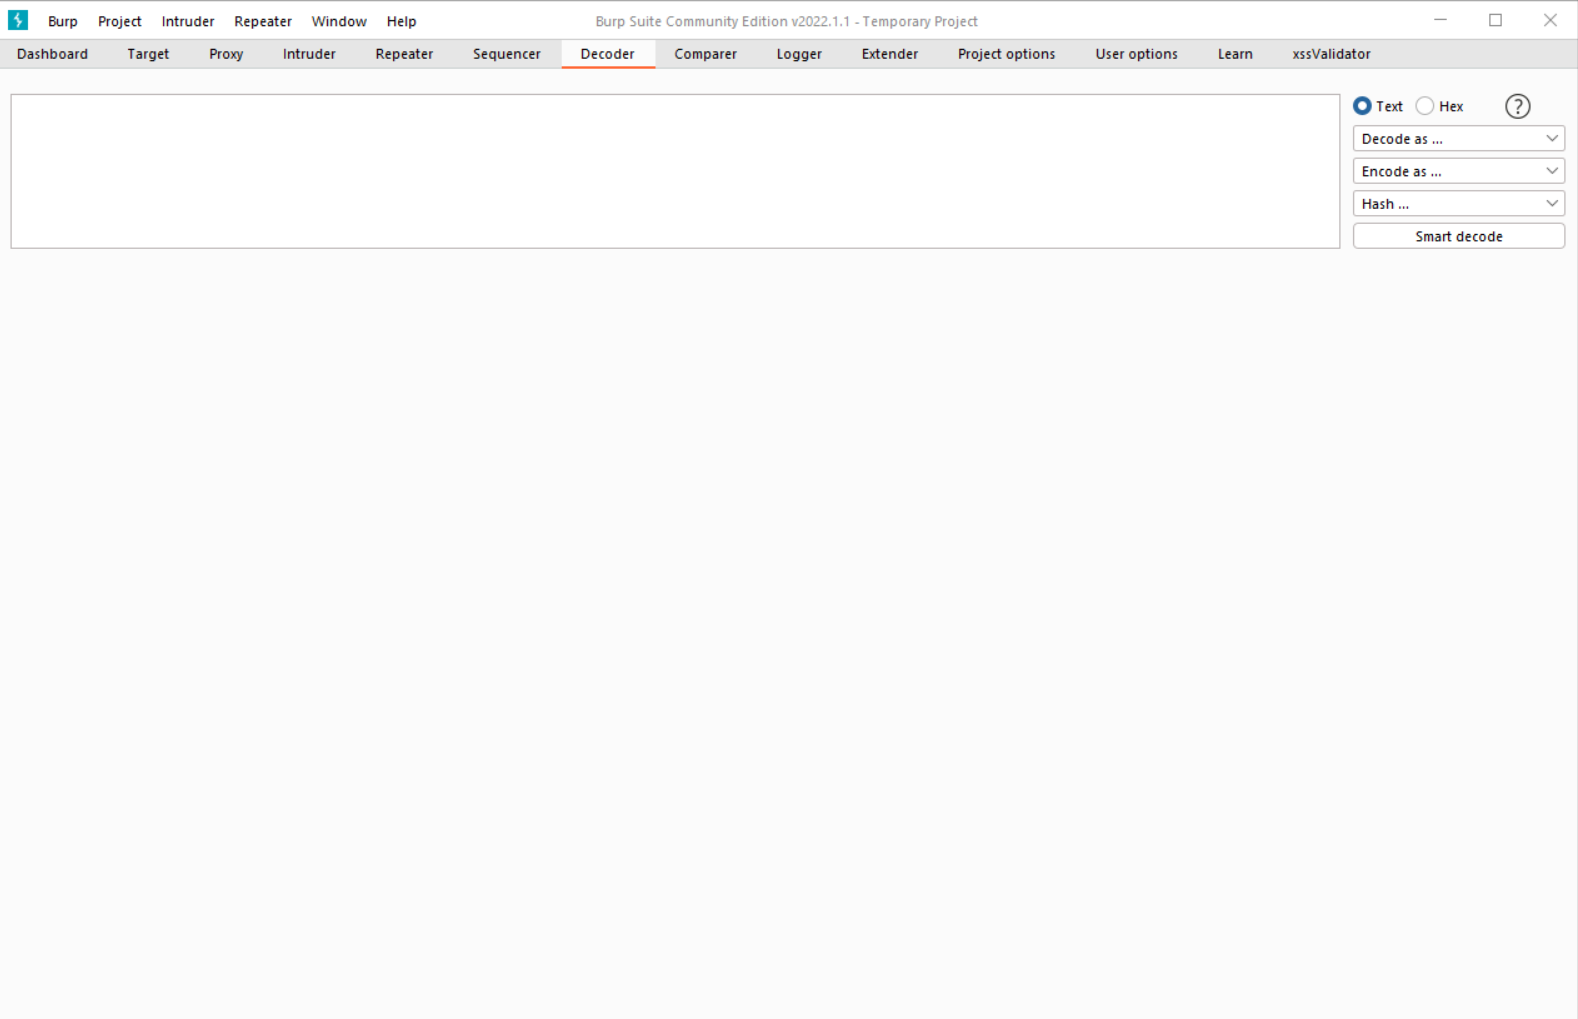 Burp Project Intruder Repeater Window Help Burp Suite Community Edition v2022.1.1 - Temporary Project
Dashboard Target Proxy Intruder Repeater Sequencer Decoder Comparer Logger Extender Project options User options Learn xssValidator
Text Hex ?
Decode as ...
Encode as ...
Hash ...
Smart decode